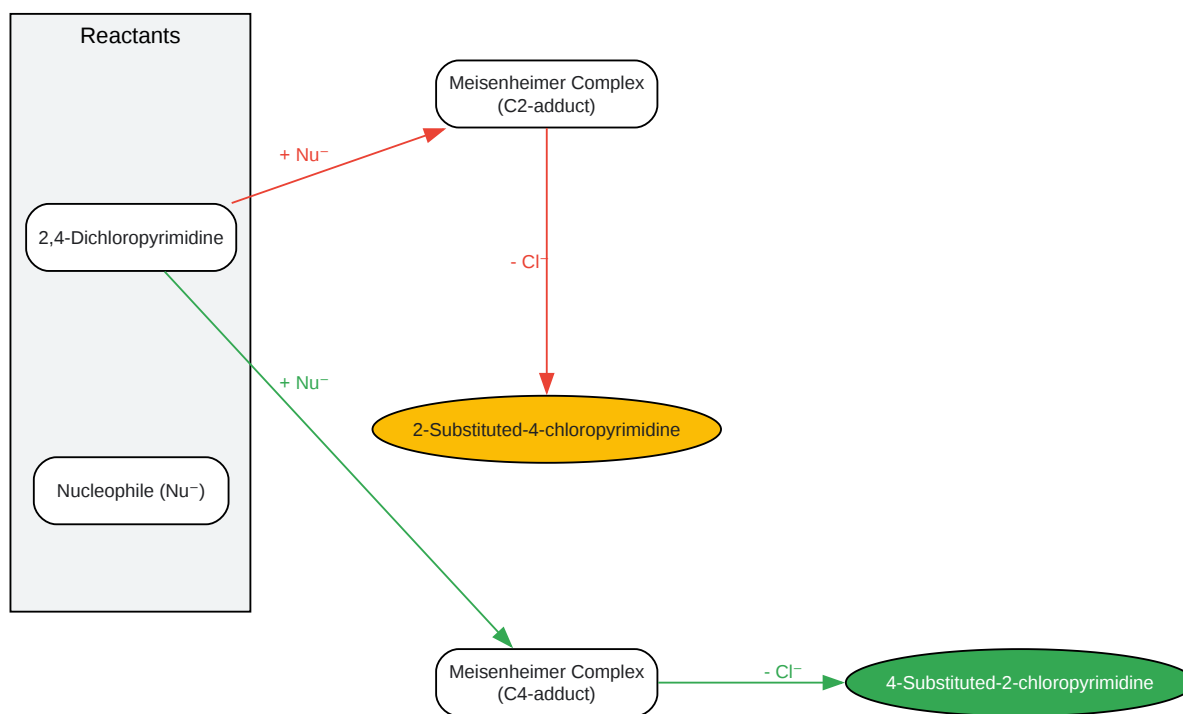 Reactants
Meisenheimer Complex
(C2-adduct)
+ Nu⁻
2,4-Dichloropyrimidine
- Cl⁻
+ Nu⁻
2-Substituted-4-chloropyrimidine
Nucleophile (Nu⁻)
Meisenheimer Complex
(C4-adduct)
- Cl⁻
4-Substituted-2-chloropyrimidine